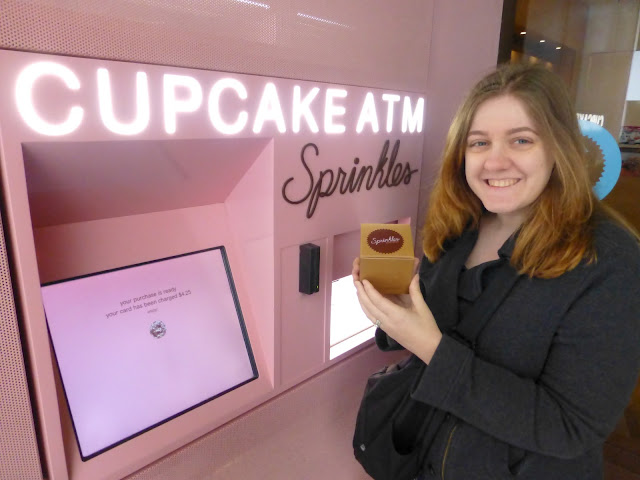 CUPCAKE ATM
Sprinkles
Sprinkles
your purchase is ready
your card has been charged $4.25